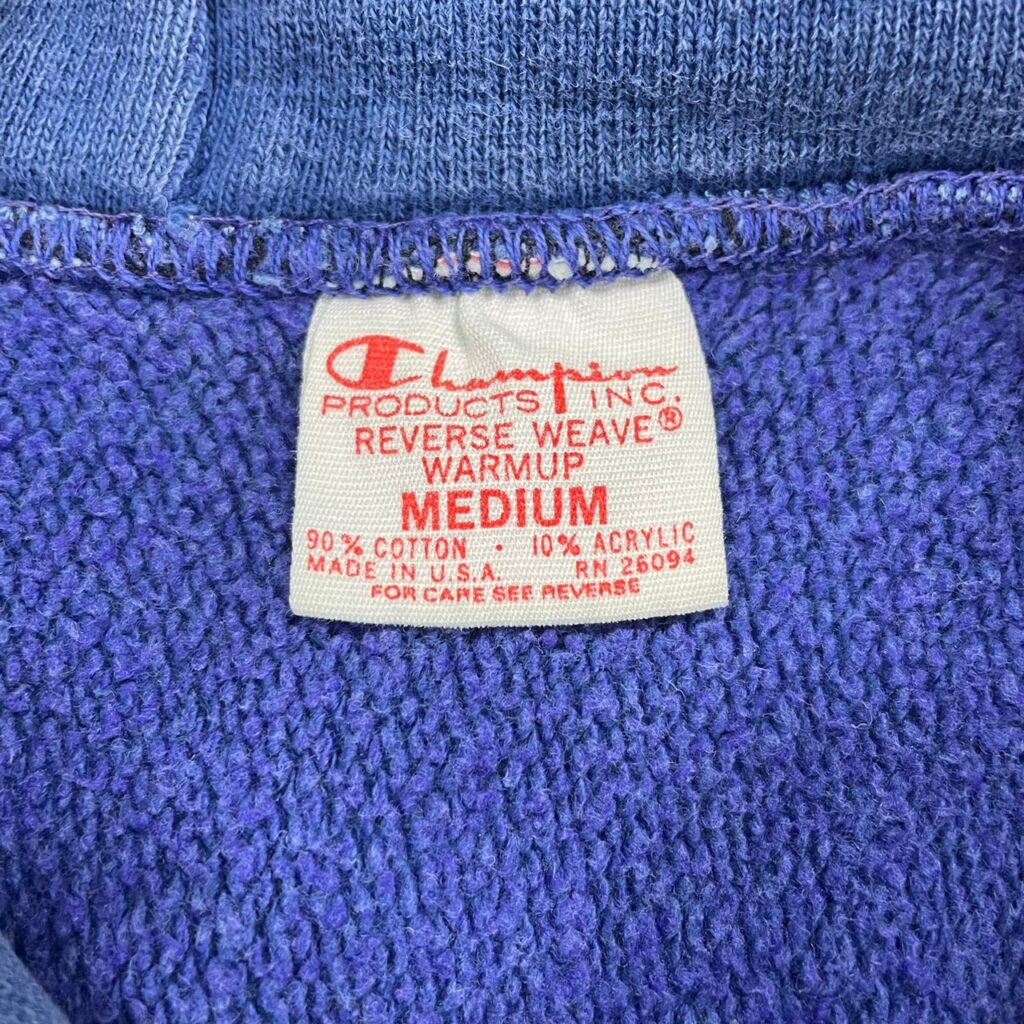 Champion
PRODUCTS INC.
REVERSE WEAVE®
WARMUP
MEDIUM
90% COTTON · 10% ACRYLIC
MADE IN U.S.A. RN 26094
FOR CARE SEE REVERSE